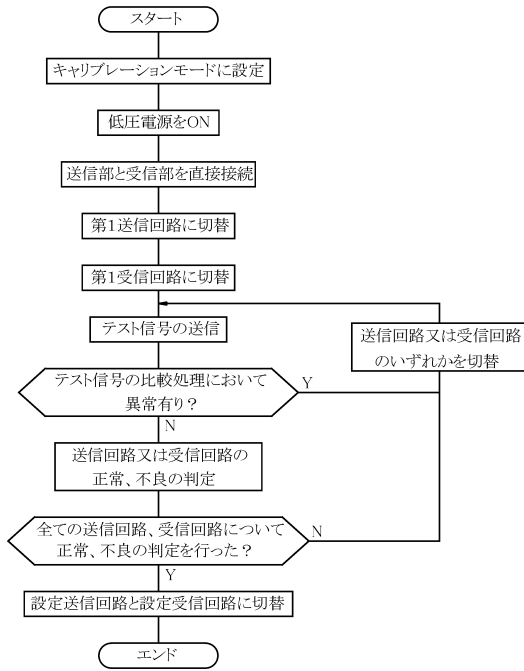 スタート
キャリブレーションモードに設定
低圧電源をON
送信部と受信部を直接接続
第1送信回路に切替
第1受信回路に切替
テスト信号の送信
送信回路又は受信回路
のいずれかを切替
テスト信号の比較処理において
異常有り？
Y
N
送信回路又は受信回路の
正常、不良の判定
全ての送信回路、受信回路について
正常、不良の判定を行った？
N
Y
設定送信回路と設定受信回路に切替
エンド